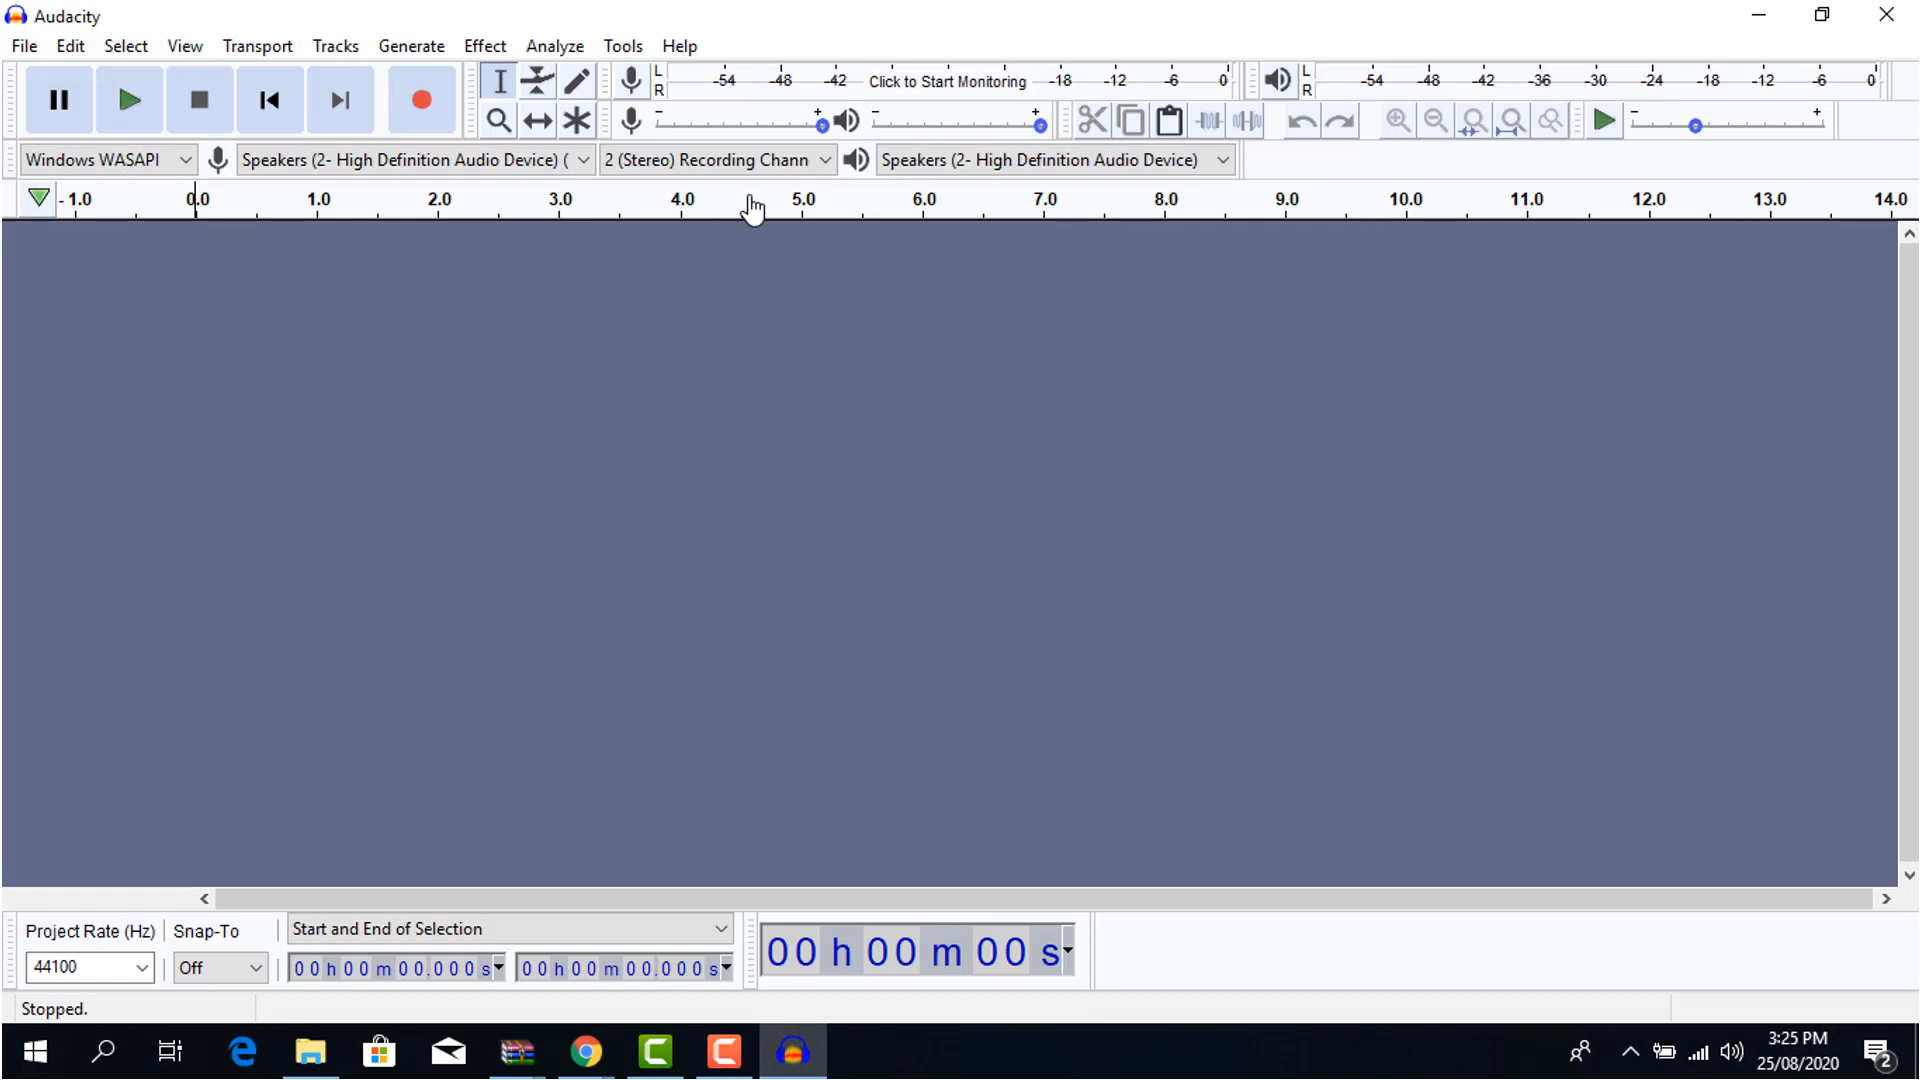 Audacity
File Edit Select View Transport Tracks Generate Effect Analyze Tools Help
L -54 -48 -42 Click to Start Monitoring -18 -12 -6 0 L -54 -48 -42 -36 -30 -24 -18 -12 -6 0
R R
- + - + - +
Windows WASAPI Speakers (2- High Definition Audio Device) ( 2 (Stereo) Recording Chann Speakers (2- High Definition Audio Device)
- 1.0 0.0 1.0 2.0 3.0 4.0 5.0 6.0 7.0 8.0 9.0 10.0 11.0 12.0 13.0 14.0
Project Rate (Hz) Snap-To Start and End of Selection
44100 Off 00 h 00 m 00.000 s 00 h 00 m 00.000 s 00 h 00 m 00 s
Stopped.
3:25 PM
25/08/2020
2